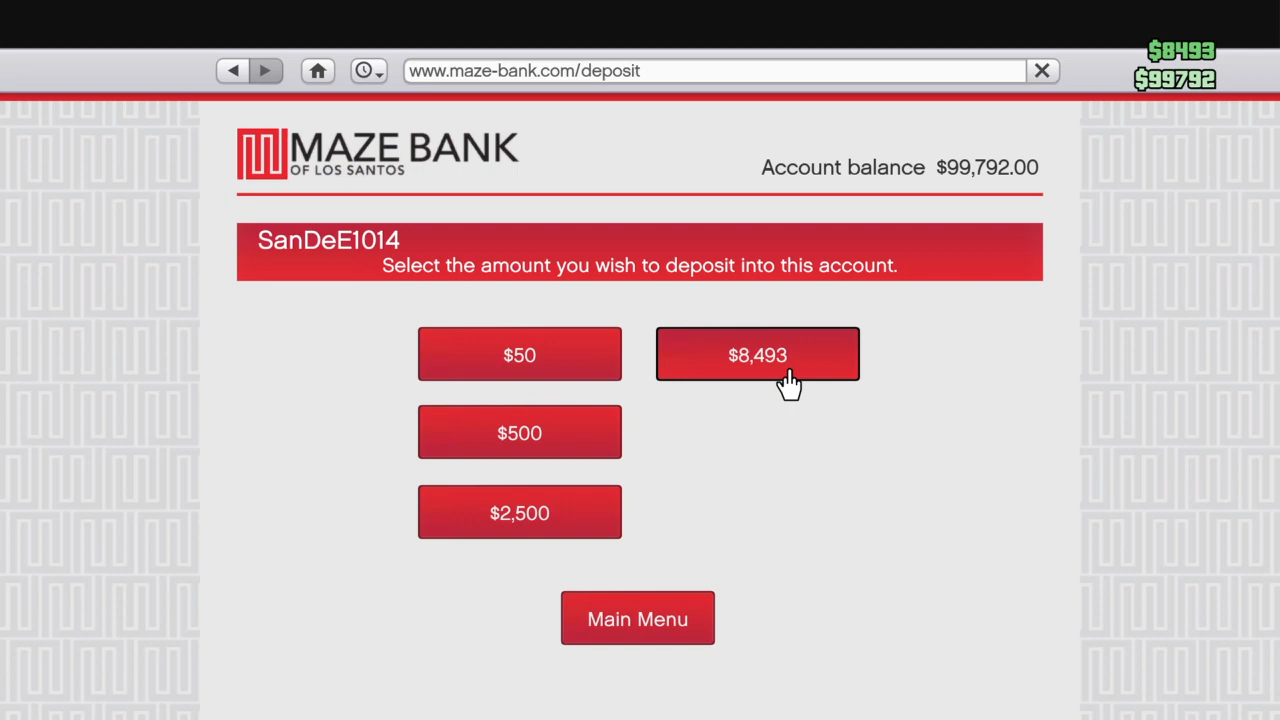 $8493
www.maze-bank.com/deposit
$99792
MAZE BANK
OF LOS SANTOS
Account balance $99,792.00
SanDeE1014
Select the amount you wish to deposit into this account.
$50
$8,493
$500
$2,500
Main Menu